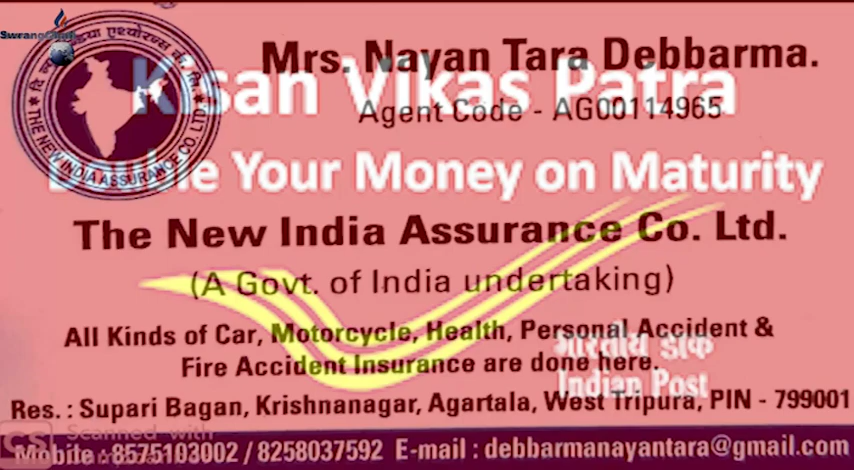 SwrangChati
Mrs. Nayan Tara Debbarma.
Kisan Vikas Patra
Agent Code - AG00114965
Double Your Money on Maturity
THE NEW INDIA ASSURANCE CO. LTD.
The New India Assurance Co. Ltd.
(A Govt. of India undertaking)
All Kinds of Car, Motorcycle, Health, Personal Accident &
Fire Accident Insurance are done here.
भारतीय डाक
Indian Post
Res. : Supari Bagan, Krishnanagar, Agartala, West Tripura, PIN - 799001
CS Scanned with
Mobile : 8575103002 / 8258037592 E-mail : debbarmanayantara@gmail.com